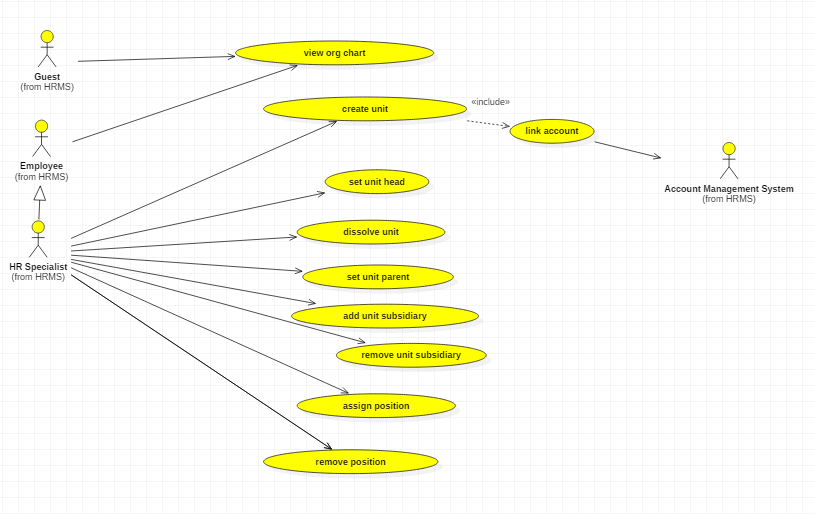 Guest
(from HRMS)
view org chart
create unit
«include»
link account
Employee
(from HRMS)
set unit head
Account Management System
(from HRMS)
HR Specialist
(from HRMS)
dissolve unit
set unit parent
add unit subsidiary
remove unit subsidiary
assign position
remove position